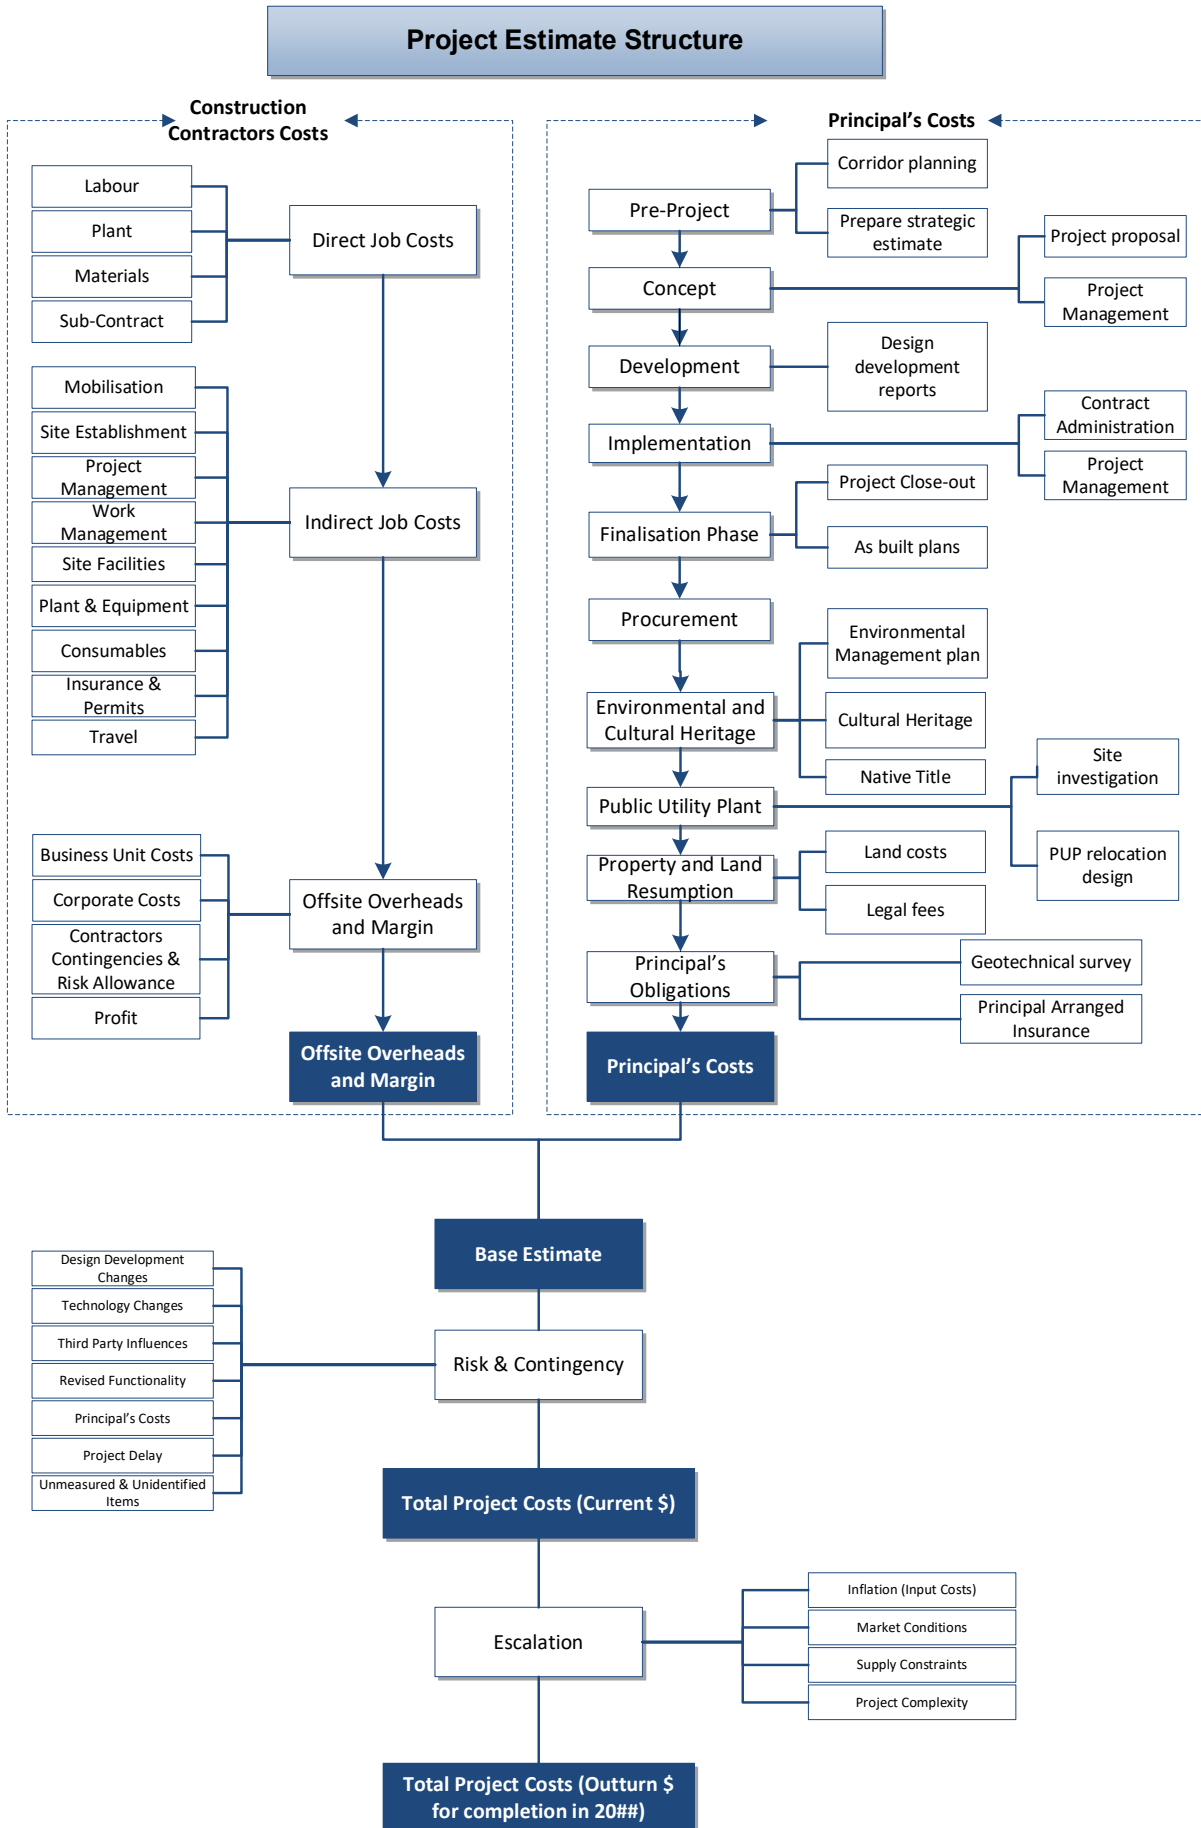 Project Estimate Structure
Construction
Contractors Costs
Labour
Plant
Materials
Sub-Contract
Direct Job Costs
Mobilisation
Site Establishment
Project
Management
Work
Management
Site Facilities
Plant & Equipment
Consumables
Insurance &
Permits
Travel
Indirect Job Costs
Business Unit Costs
Corporate Costs
Contractors
Contingencies &
Risk Allowance
Profit
Offsite Overheads
and Margin
Offsite Overheads
and Margin
Principal's Costs
Pre-Project
Corridor planning
Prepare strategic
estimate
Concept
Project proposal
Project
Management
Development
Design
development
reports
Implementation
Contract
Administration
Project
Management
Finalisation Phase
Project Close-out
As built plans
Procurement
Environmental and
Cultural Heritage
Environmental
Management plan
Cultural Heritage
Native Title
Public Utility Plant
Site
investigation
PUP relocation
design
Property and Land
Resumption
Land costs
Legal fees
Principal's
Obligations
Geotechnical survey
Principal Arranged
Insurance
Principal's Costs
Base Estimate
Design Development
Changes
Technology Changes
Third Party Influences
Revised Functionality
Principal's Costs
Project Delay
Unmeasured & Unidentified
Items
Risk & Contingency
Total Project Costs (Current $)
Escalation
Inflation (Input Costs)
Market Conditions
Supply Constraints
Project Complexity
Total Project Costs (Outturn $
for completion in 20##)